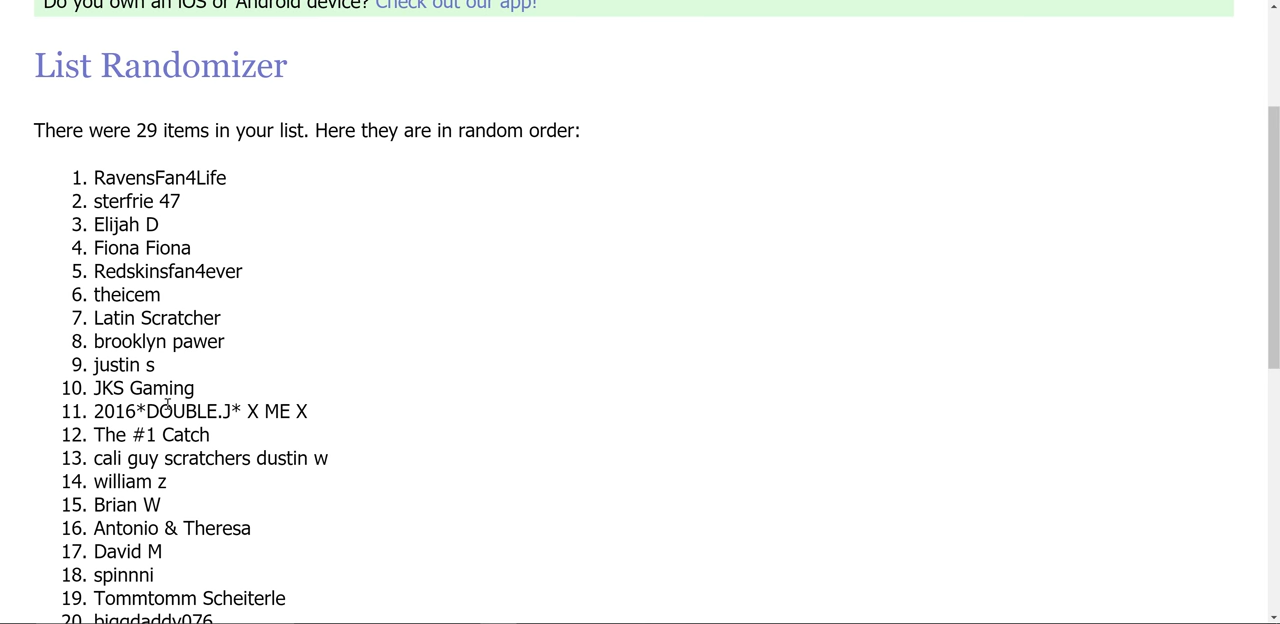 Do you own an iOS or Android device? Check out our app!
List Randomizer
There were 29 items in your list. Here they are in random order:
1. RavensFan4Life
2. sterfrie 47
3. Elijah D
4. Fiona Fiona
5. Redskinsfan4ever
6. theicem
7. Latin Scratcher
8. brooklyn pawer
9. justin s
10. JKS Gaming
11. 2016*DOUBLE.J* X ME X
12. The #1 Catch
13. cali guy scratchers dustin w
14. william z
15. Brian W
16. Antonio & Theresa
17. David M
18. spinnni
19. Tommtomm Scheiterle
20. biggdaddy076